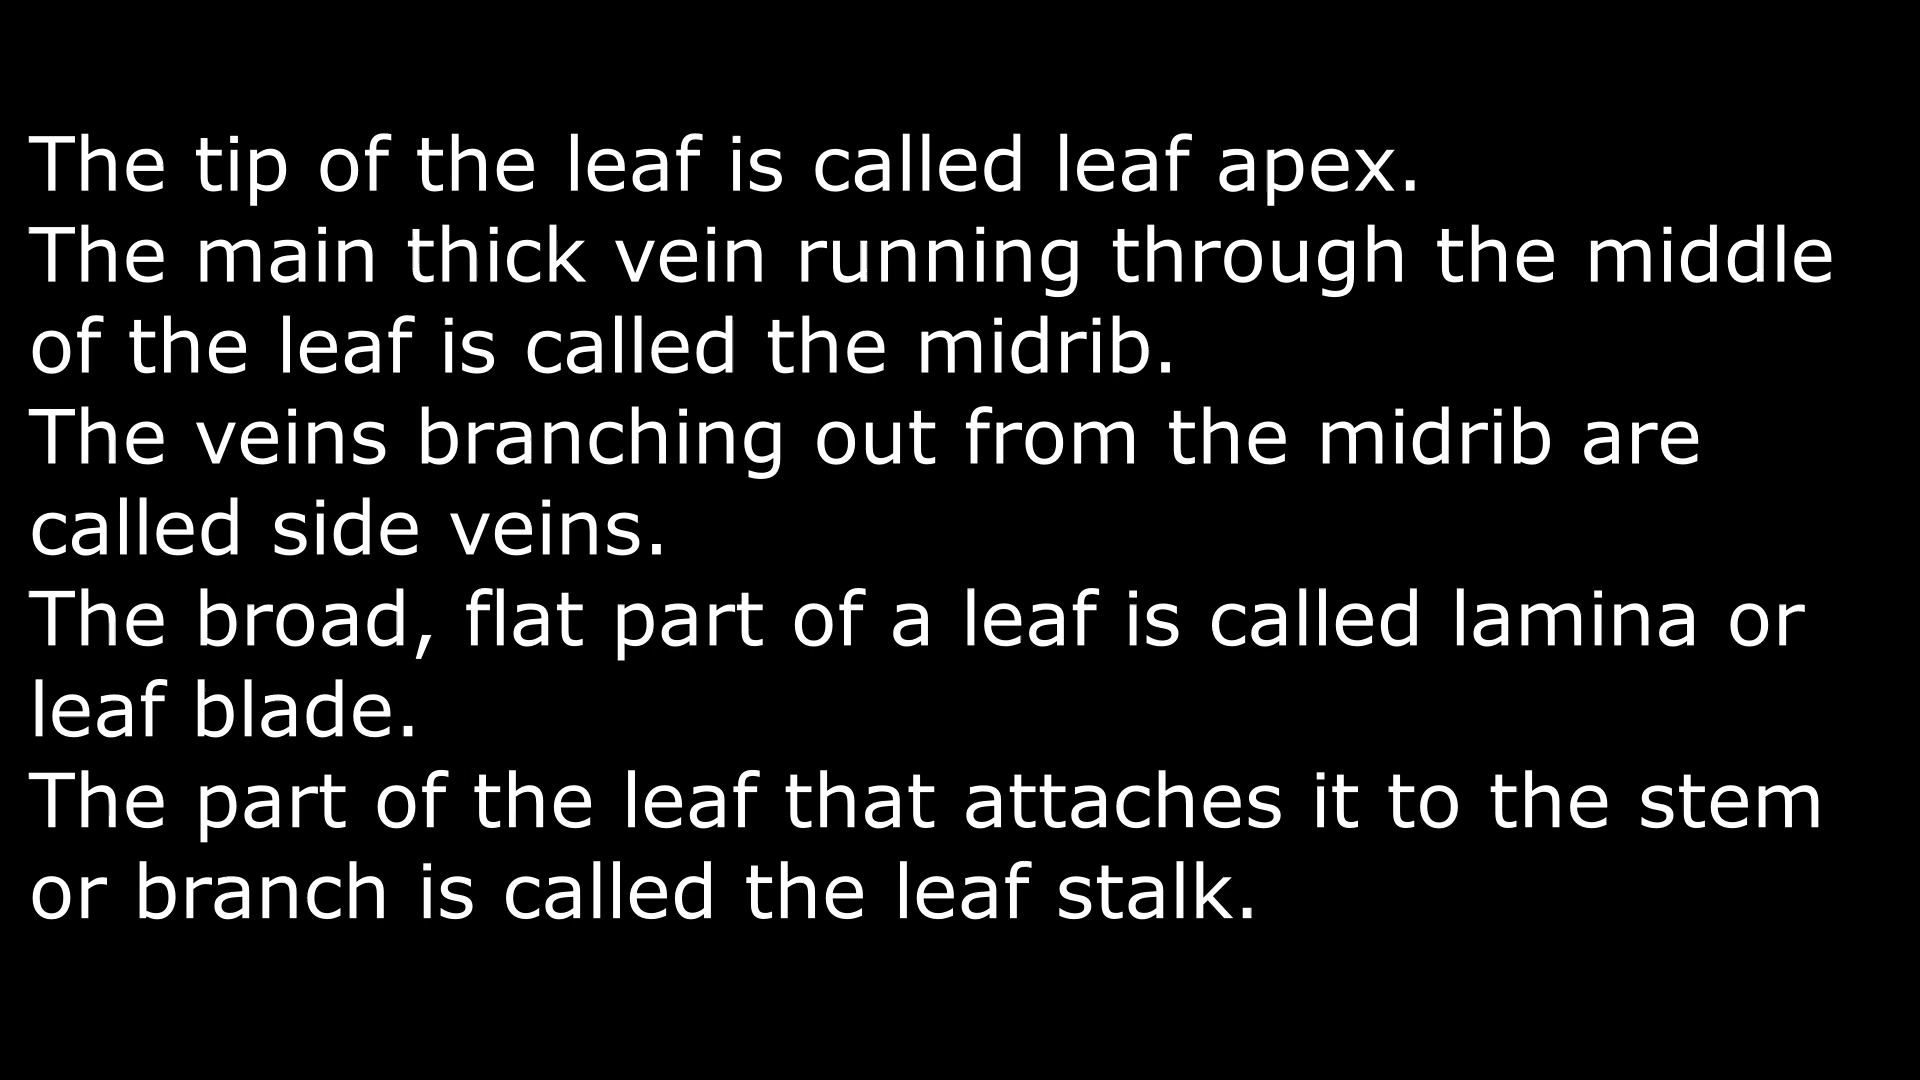 The tip of the leaf is called leaf apex.
The main thick vein running through the middle
of the leaf is called the midrib.
The veins branching out from the midrib are
called side veins.
The broad, flat part of a leaf is called lamina or
leaf blade.
The part of the leaf that attaches it to the stem
or branch is called the leaf stalk.